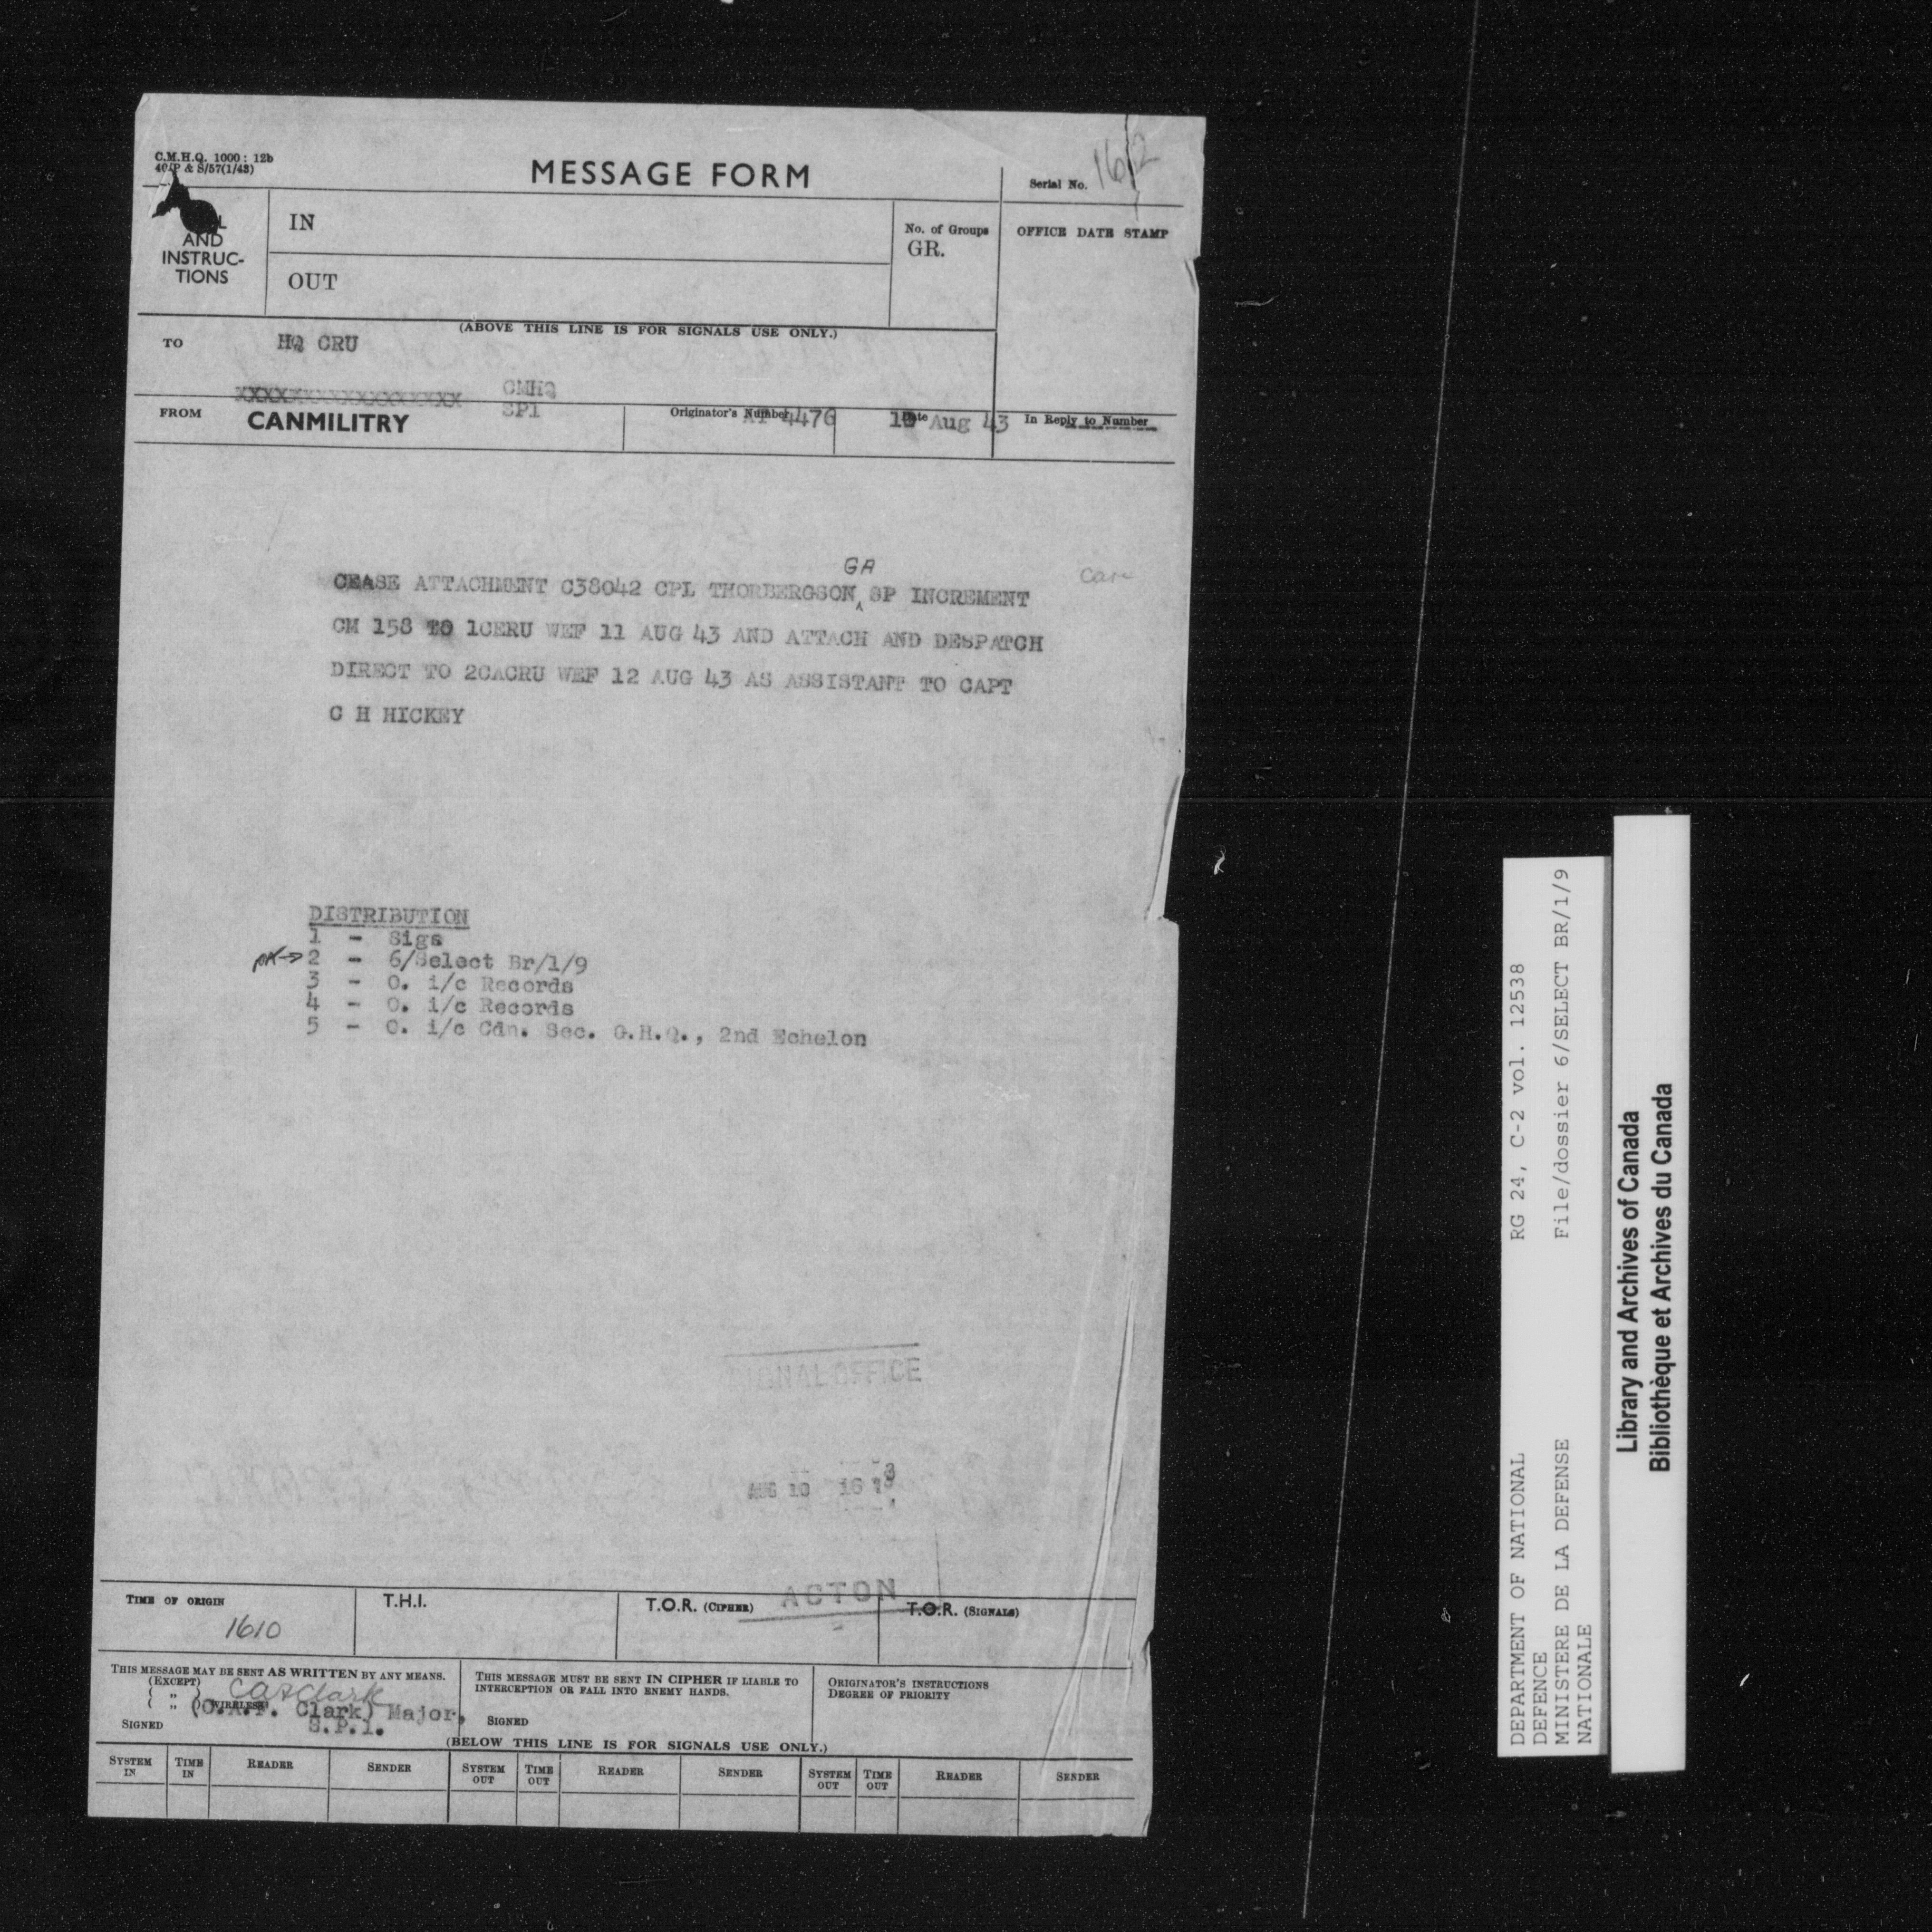 C.M.H.Q. 1000: 12b
40/P & S/57(1/43)
MESSAGE FORM
Serial No. 162
AND
INSTRUC-
TIONS
IN
OUT
No. of Groups
GR.
OFFICE DATE STAMP
(ABOVE THIS LINE IS FOR SIGNALS USE ONLY.)
TO HQ CRU
XXXXXXXXXXXXXXXXXX CMHQ
FROM CANMILITRY SP1 Originator's Number 4476 Date 10 Aug 43 In Reply to Number
GA
CEASE ATTACHMENT C38042 CPL THORBERGSON SP INCREMENT
CM 158 TO 1CERU WEF 11 AUG 43 AND ATTACH AND DESPATCH
DIRECT TO 2CACRU WEF 12 AUG 43 AS ASSISTANT TO CAPT
C H HICKEY
DISTRIBUTION
1 - Sigs
2 - 6/Select Br/1/9
3 - O. i/c Records
4 - O. i/c Records
5 - O. i/c Cdn. Sec. G.H.Q., 2nd Echelon
SIGNAL OFFICE
AUG 10
ACTON
TIME OF ORIGIN
1610
T.H.I.
T.O.R. (CIPHER)
T.O.R. (SIGNALS)
THIS MESSAGE MAY BE SENT AS WRITTEN BY ANY MEANS.
(EXCEPT)
( " ) WIRELESS
Clark) Major,
SIGNED S.P.1.
THIS MESSAGE MUST BE SENT IN CIPHER IF LIABLE TO
INTERCEPTION OR FALL INTO ENEMY HANDS.
SIGNED
ORIGINATOR'S INSTRUCTIONS
DEGREE OF PRIORITY
(BELOW THIS LINE IS FOR SIGNALS USE ONLY.)
SYSTEM IN TIME IN READER SENDER SYSTEM OUT TIME OUT READER SENDER SYSTEM OUT TIME OUT READER SENDER
DEPARTMENT OF NATIONAL RG 24, C-2 vol. 12538
DEFENCE
MINISTERE DE LA DEFENSE File/dossier 6/SELECT BR/1/9
NATIONALE
Library and Archives of Canada
Bibliothèque et Archives du Canada